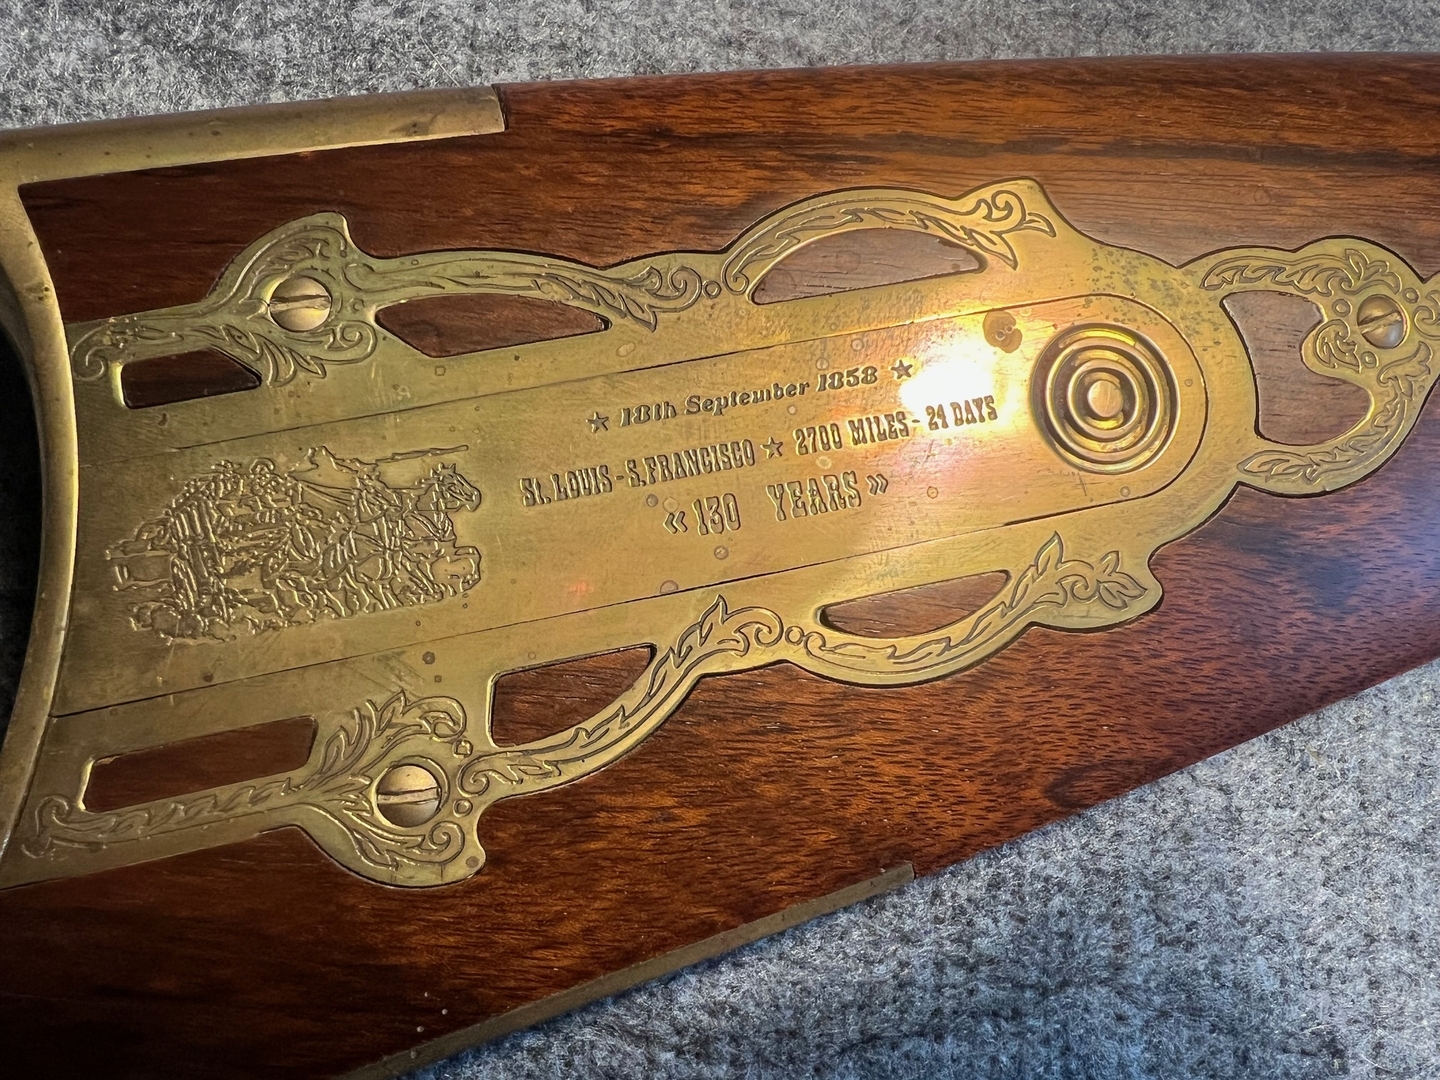 ★ 18th September 1858 ★
St. LOUIS - S. FRANCISCO ★ 2700 MILES - 24 DAYS
« 130 YEARS »